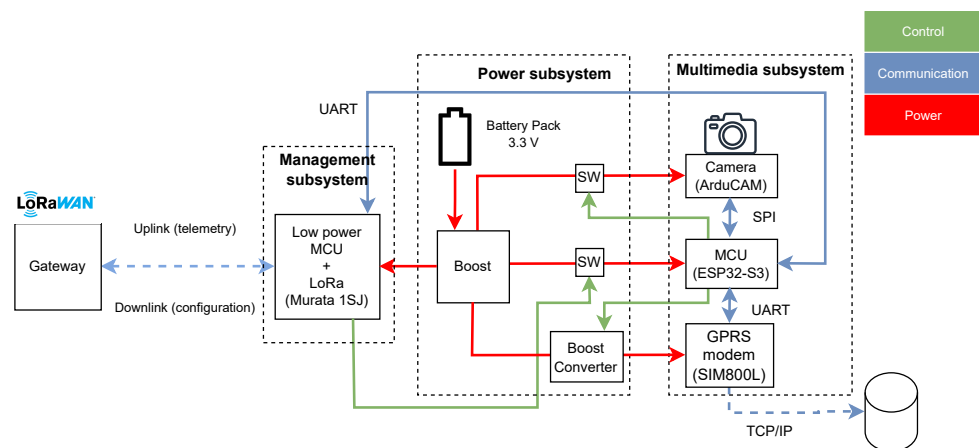 Control
Communication
Power
Power subsystem
Multimedia subsystem
UART
Battery Pack
3.3 V
Management
subsystem
SW
Camera
(ArduCAM)
SPI
LoRaWAN
Gateway
Uplink (telemetry)
Downlink (configuration)
Low power
MCU
+
LoRa
(Murata 1SJ)
Boost
SW
MCU
(ESP32-S3)
UART
Boost
Converter
GPRS
modem
(SIM800L)
TCP/IP